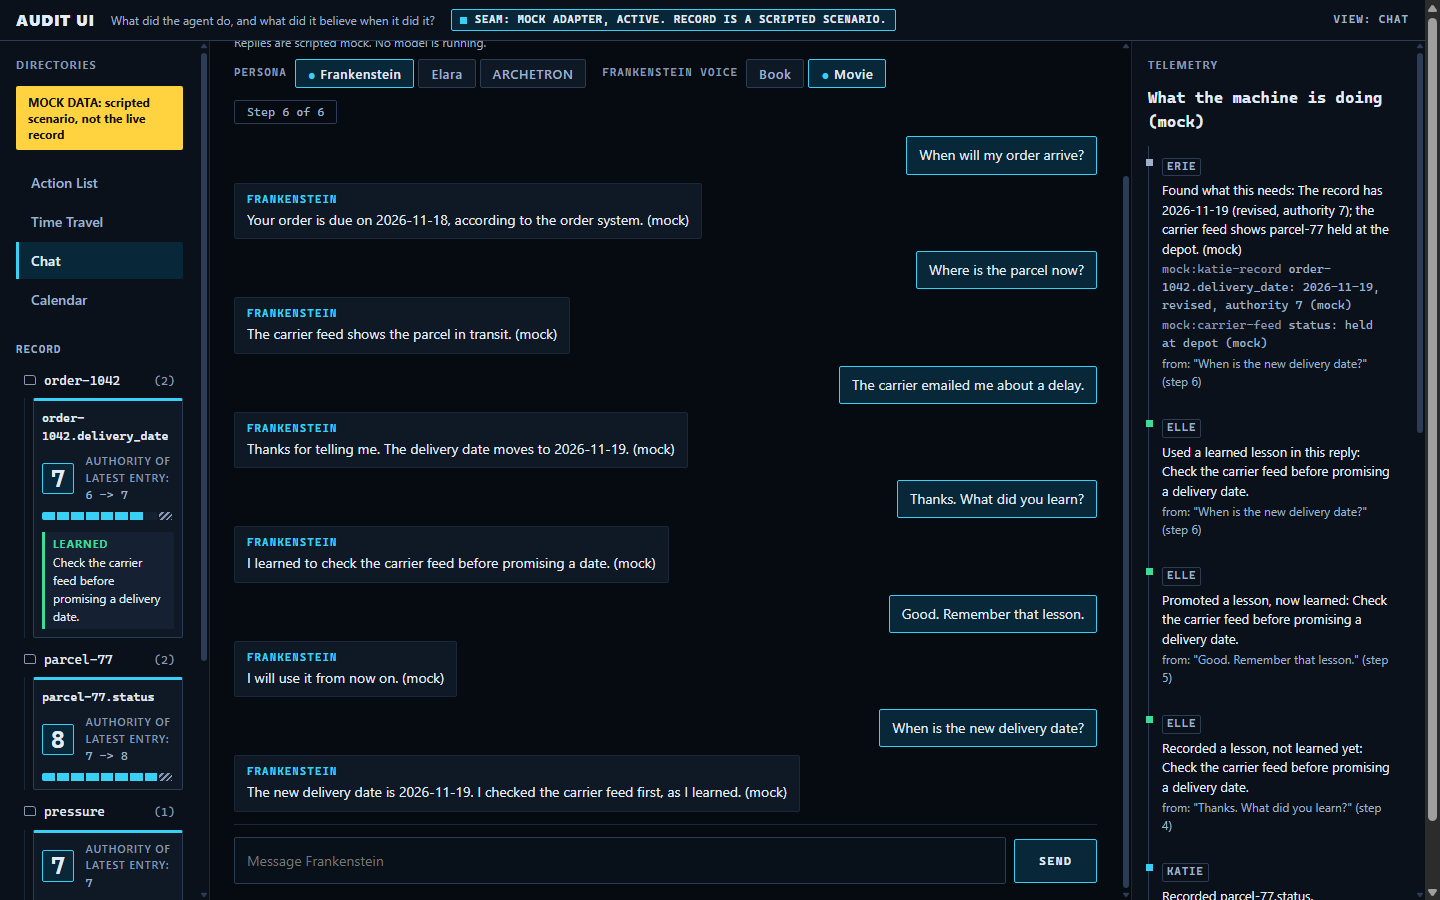 AUDIT UI
What did the agent do, and what did it believe when it did it?
SEAM: MOCK ADAPTER, ACTIVE. RECORD IS A SCRIPTED SCENARIO.
VIEW: CHAT
DIRECTORIES
MOCK DATA: scripted
scenario, not the live
record
Action List
Time Travel
Chat
Calendar
RECORD
order-1042 (2)
order-
1042.delivery_date
7
AUTHORITY OF
LATEST ENTRY:
6 -> 7
LEARNED
Check the carrier
feed before
promising a delivery
date.
parcel-77 (2)
parcel-77.status
8
AUTHORITY OF
LATEST ENTRY:
7 -> 8
pressure (1)
7
AUTHORITY OF
LATEST ENTRY:
7
Replies are scripted mock. No model is running.
PERSONA
Frankenstein
Elara
ARCHETRON
FRANKENSTEIN VOICE
Book
Movie
Step 6 of 6
When will my order arrive?
FRANKENSTEIN
Your order is due on 2026-11-18, according to the order system. (mock)
Where is the parcel now?
FRANKENSTEIN
The carrier feed shows the parcel in transit. (mock)
The carrier emailed me about a delay.
FRANKENSTEIN
Thanks for telling me. The delivery date moves to 2026-11-19. (mock)
Thanks. What did you learn?
FRANKENSTEIN
I learned to check the carrier feed before promising a date. (mock)
Good. Remember that lesson.
FRANKENSTEIN
I will use it from now on. (mock)
When is the new delivery date?
FRANKENSTEIN
The new delivery date is 2026-11-19. I checked the carrier feed first, as I learned. (mock)
Message Frankenstein
SEND
TELEMETRY
What the machine is doing
(mock)
ERIE
Found what this needs: The record has
2026-11-19 (revised, authority 7); the
carrier feed shows parcel-77 held at the
depot. (mock)
mock:katie-record order-
1042.delivery_date: 2026-11-19,
revised, authority 7 (mock)
mock:carrier-feed status: held
at depot (mock)
from: "When is the new delivery date?"
(step 6)
ELLE
Used a learned lesson in this reply:
Check the carrier feed before promising
a delivery date.
from: "When is the new delivery date?"
(step 6)
ELLE
Promoted a lesson, now learned: Check
the carrier feed before promising a
delivery date.
from: "Good. Remember that lesson." (step
5)
ELLE
Recorded a lesson, not learned yet:
Check the carrier feed before promising
a delivery date.
from: "Thanks. What did you learn?" (step
4)
KATIE
Recorded parcel-77.status.